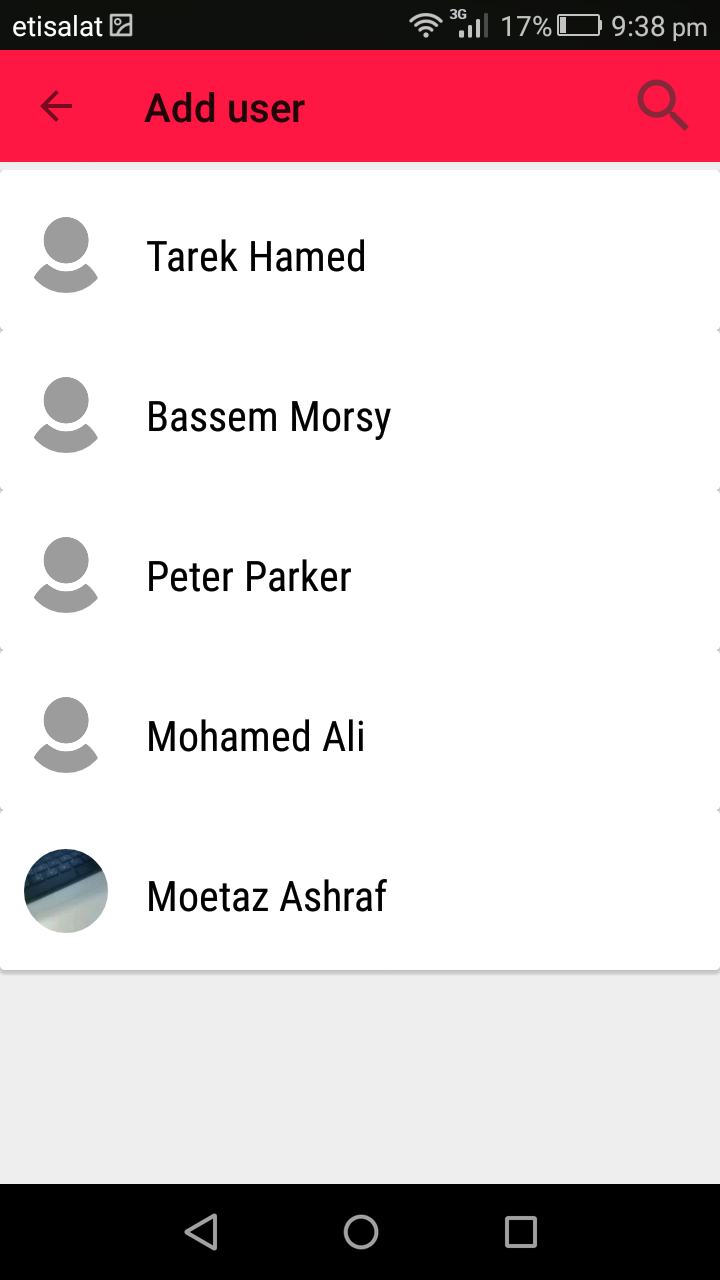 etisalat 3G 17% 9:38 pm
Add user
Tarek Hamed
Bassem Morsy
Peter Parker
Mohamed Ali
Moetaz Ashraf